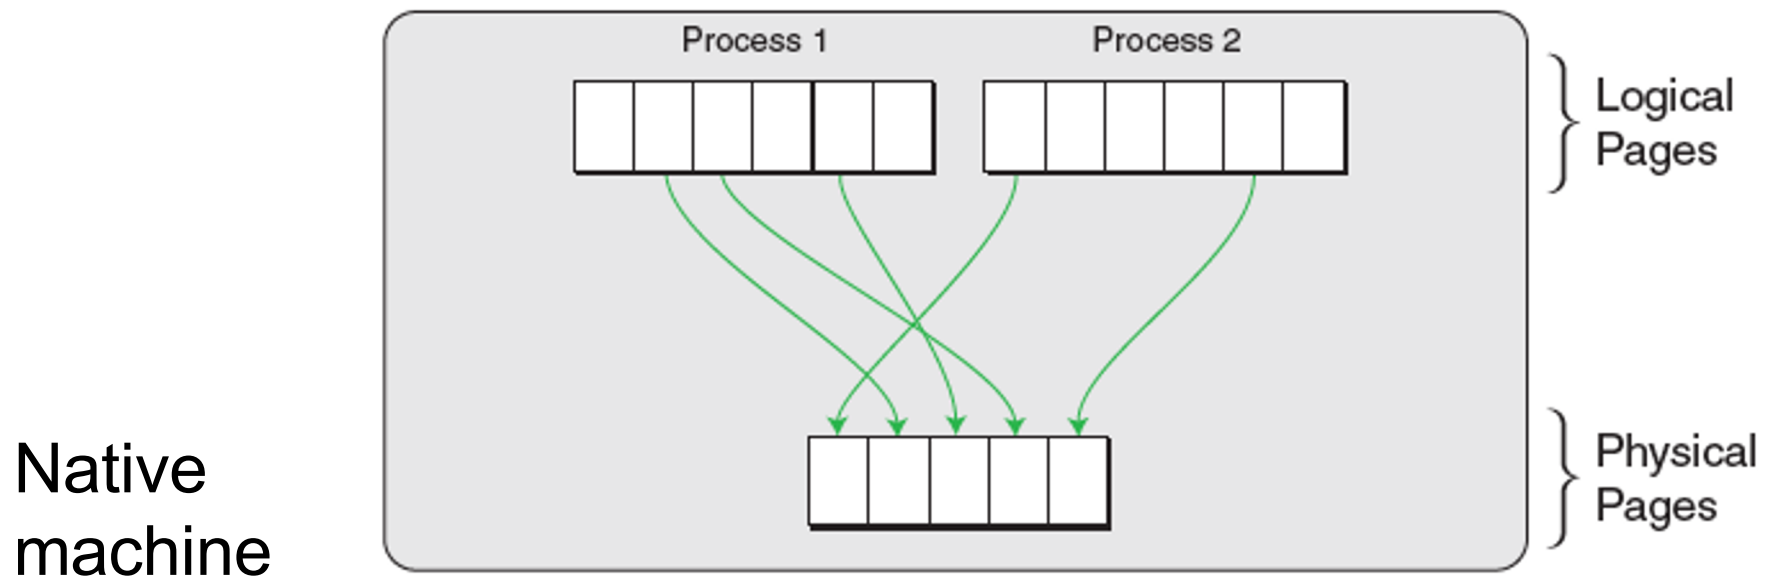 Process 1
Process 2
Logical
Pages
Physical
Pages
Native
machine